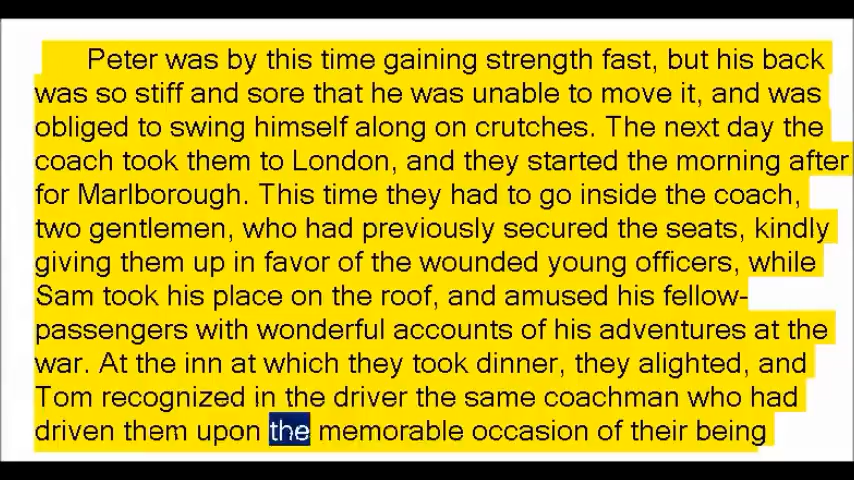 Peter was by this time gaining strength fast, but his back
was so stiff and sore that he was unable to move it, and was
obliged to swing himself along on crutches. The next day the
coach took them to London, and they started the morning after
for Marlborough. This time they had to go inside the coach,
two gentlemen, who had previously secured the seats, kindly
giving them up in favor of the wounded young officers, while
Sam took his place on the roof, and amused his fellow-
passengers with wonderful accounts of his adventures at the
war. At the inn at which they took dinner, they alighted, and
Tom recognized in the driver the same coachman who had
driven them upon the memorable occasion of their being